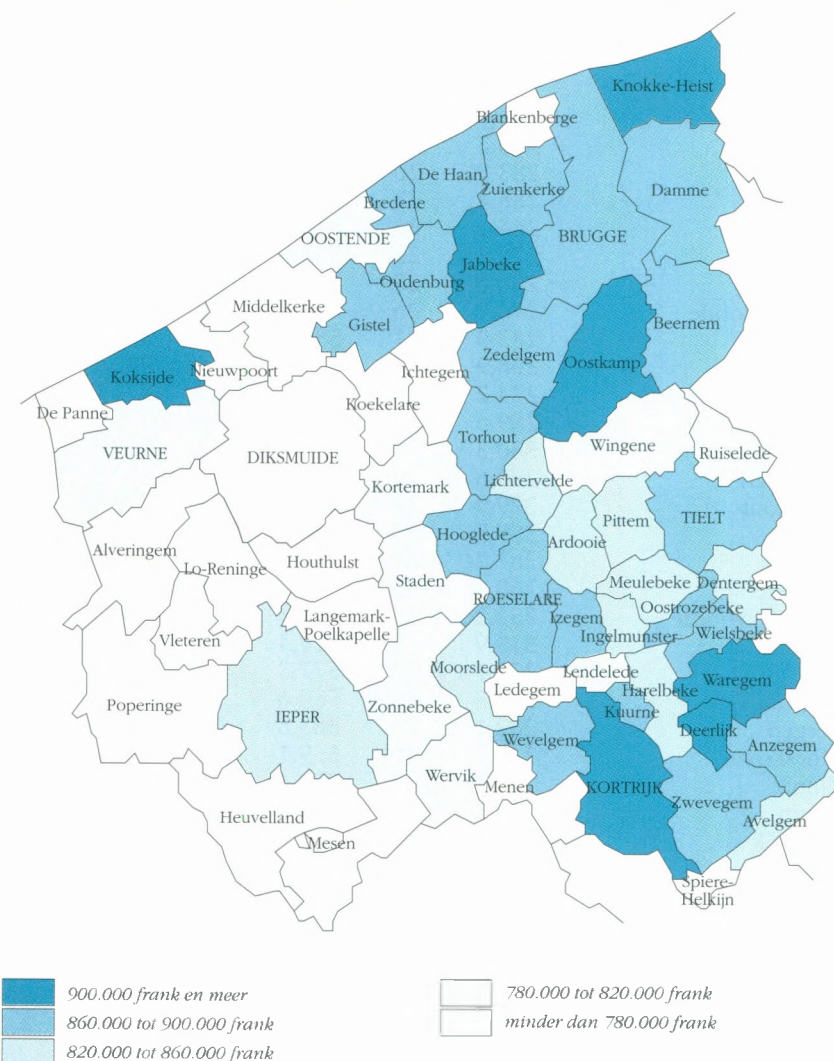 Knokke-Heist
Blankenberge
De Haan
Zuienkerke
Damme
Bredene
OOSTENDE
BRUGGE
Jabbeke
Oudenburg
Middelkerke
Gistel
Beernem
Zedelgem
Oostkamp
Koksijde
Nieuwpoort
Ichtegem
Koekelare
De Panne
VEURNE
DIKSMUIDE
Torhout
Wingene
Ruiselede
Kortemark
Lichtervelde
Pittem
TIELT
Hooglede
Ardooie
Alveringem
Lo-Reninge
Houthulst
Staden
Meulebeke
Dentergem
ROESELARE
Oostrozebeke
Izegem
Ingelmunster
Wielsbeke
Langemark-
Poelkapelle
Vleteren
Moorslede
Lendelede
Ledegem
Harelbeke
Waregem
Poperinge
IEPER
Zonnebeke
Kuurne
Deerlijk
Wevelgem
Anzegem
Wervik
Menen
KORTRIJK
Zwevegem
Avelgem
Heuvelland
Mesen
Spiere-
Helkijn
900.000 frank en meer
860.000 tot 900.000 frank
820.000 tot 860.000 frank
780.000 tot 820.000 frank
minder dan 780.000 frank